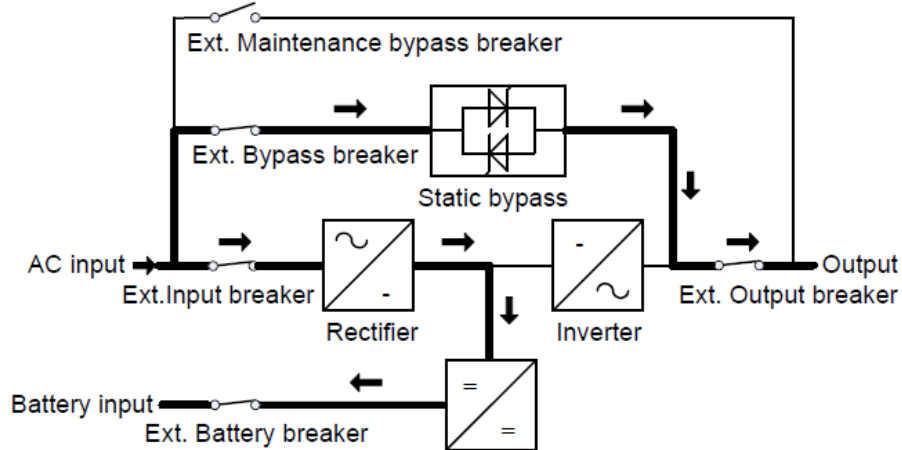 Ext. Maintenance bypass breaker
Ext. Bypass breaker
Static bypass
AC input
Output
Ext.Input breaker
Ext. Output breaker
Rectifier
Inverter
Battery input
Ext. Battery breaker